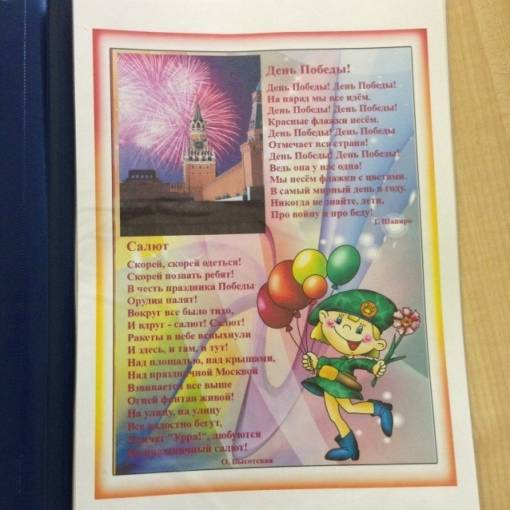 День Победы!
День Победы! День Победы!
На парад мы все идём.
День Победы! День Победы!
Красные флажки несём.
День Победы! День Победы
Отмечает вся страна!
День Победы! День Победы!
Ведь она у нас одна!
Мы несём флажки с цветами.
В самый мирный день в году.
Никогда не знайте, дети,
Про войну и про беду!
Г. Шапиро
Салют
Скорей, скорей одеться!
Скорей позвать ребят!
В честь праздника Победы
Орудия палят!
Вокруг все было тихо,
И вдруг - салют! Салют!
Ракеты в небе вспыхнули
И здесь, и там, и тут!
Над площадью, над крышами,
Над праздничной Москвой
Взвивается все выше
Огней фонтан живой!
На улицу, на улицу
Все радостно бегут,
Кричат "Урра!", любуются
салют!
О. Высотская